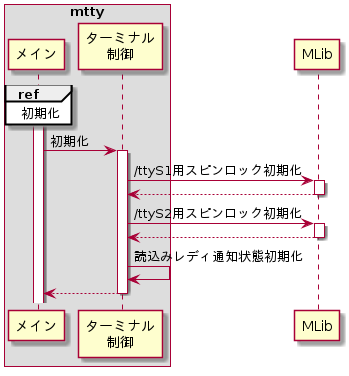 mtty
メイン
ターミナル
制御
MLib
ref
初期化
初期化
/ttyS1用スピンロック初期化
/ttyS2用スピンロック初期化
読込みレディ通知状態初期化
メイン
ターミナル
制御
MLib